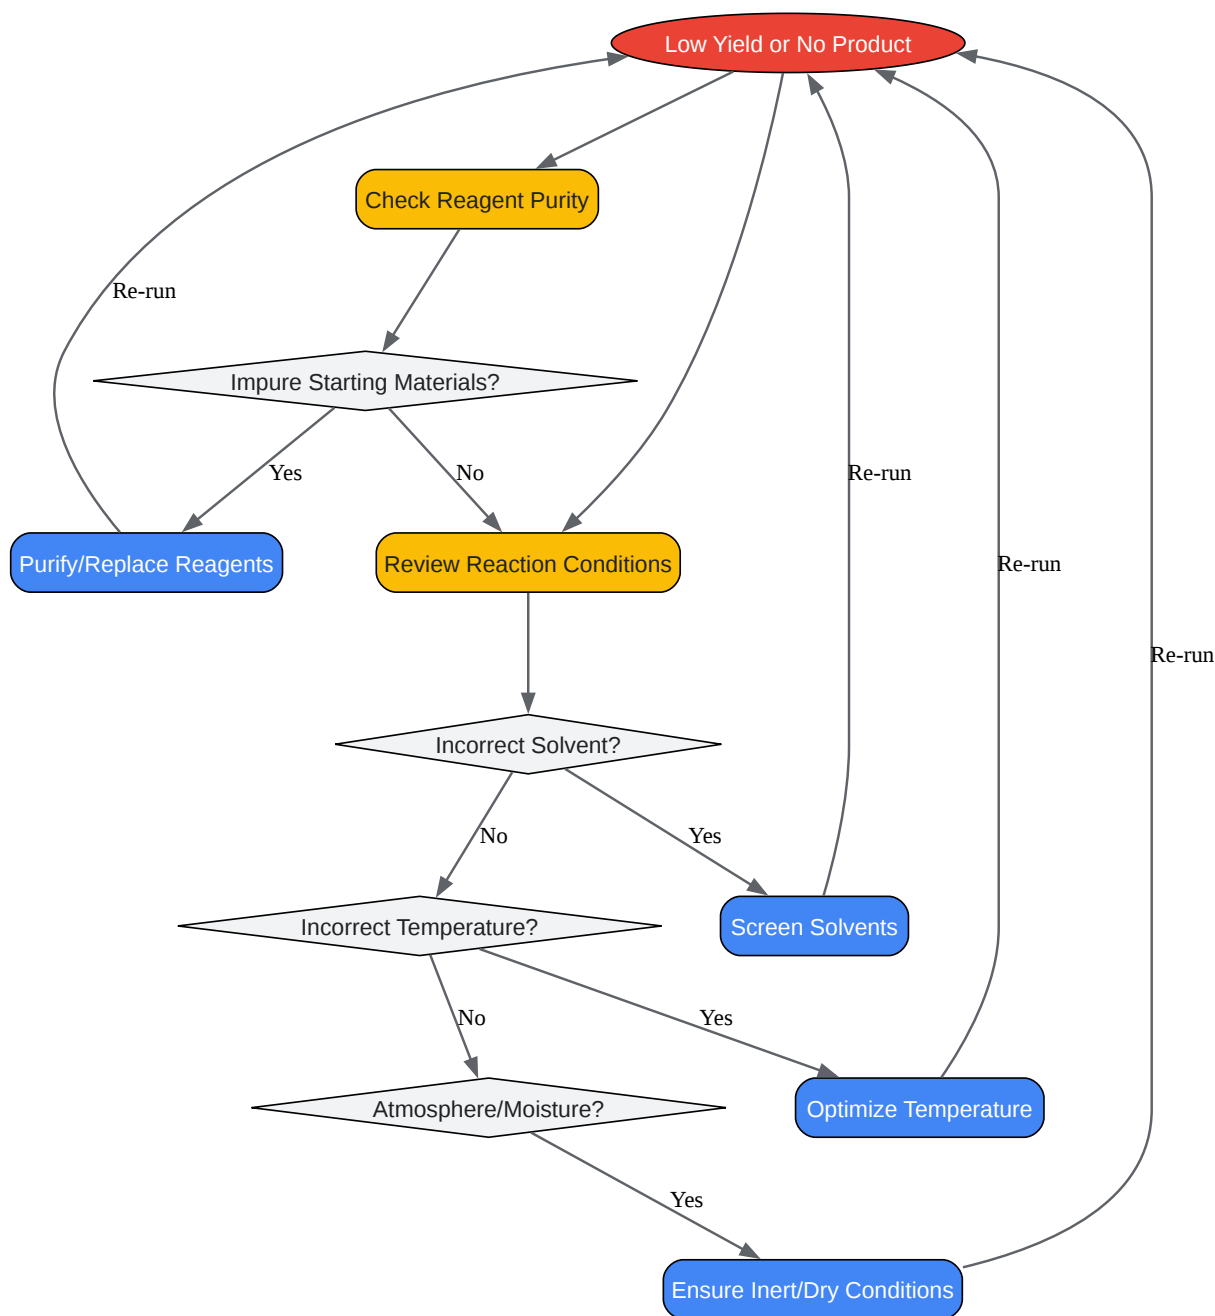 Low Yield or No Product
Check Reagent Purity
Re-run
Impure Starting Materials?
Yes
No
Re-run
Purify/Replace Reagents
Review Reaction Conditions
Re-run
Re-run
Incorrect Solvent?
No
Yes
Incorrect Temperature?
Screen Solvents
No
Yes
Atmosphere/Moisture?
Optimize Temperature
Yes
Ensure Inert/Dry Conditions